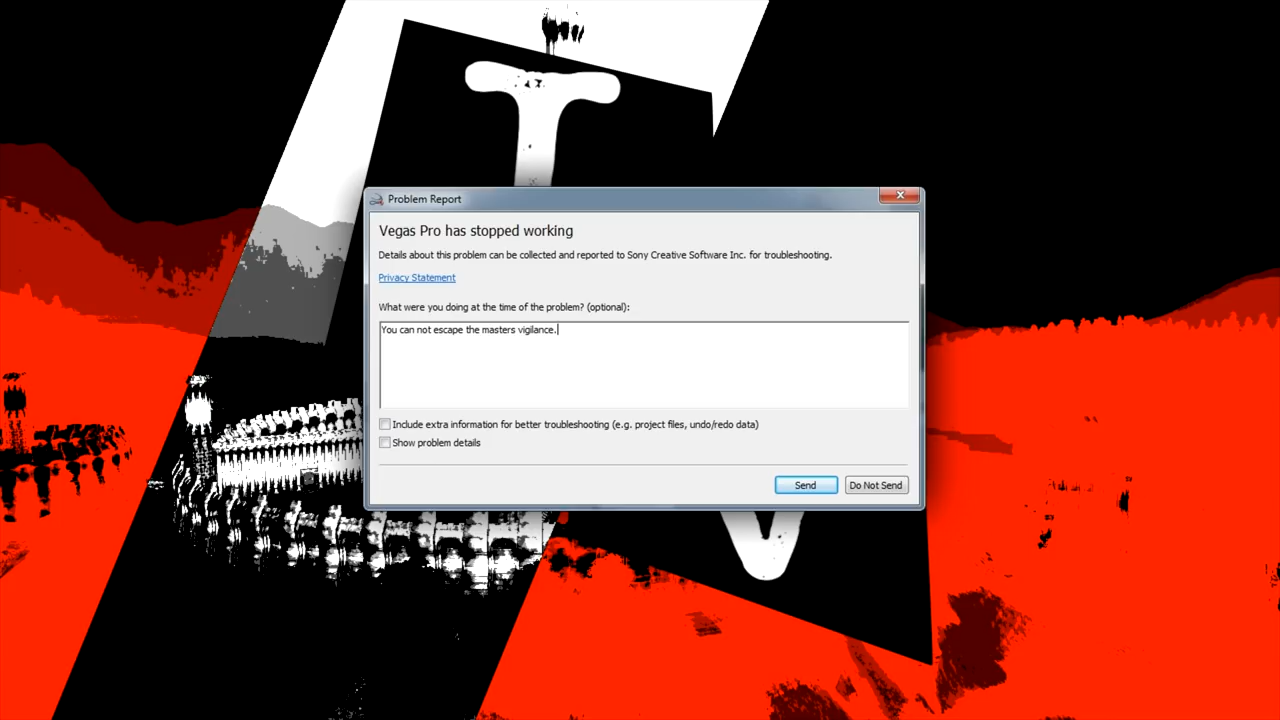 T
Problem Report
Vegas Pro has stopped working
Details about this problem can be collected and reported to Sony Creative Software Inc. for troubleshooting.
Privacy Statement
What were you doing at the time of the problem? (optional):
You can not escape the masters vigilance.
Include extra information for better troubleshooting (e.g. project files, undo/redo data)
Show problem details
Send Do Not Send